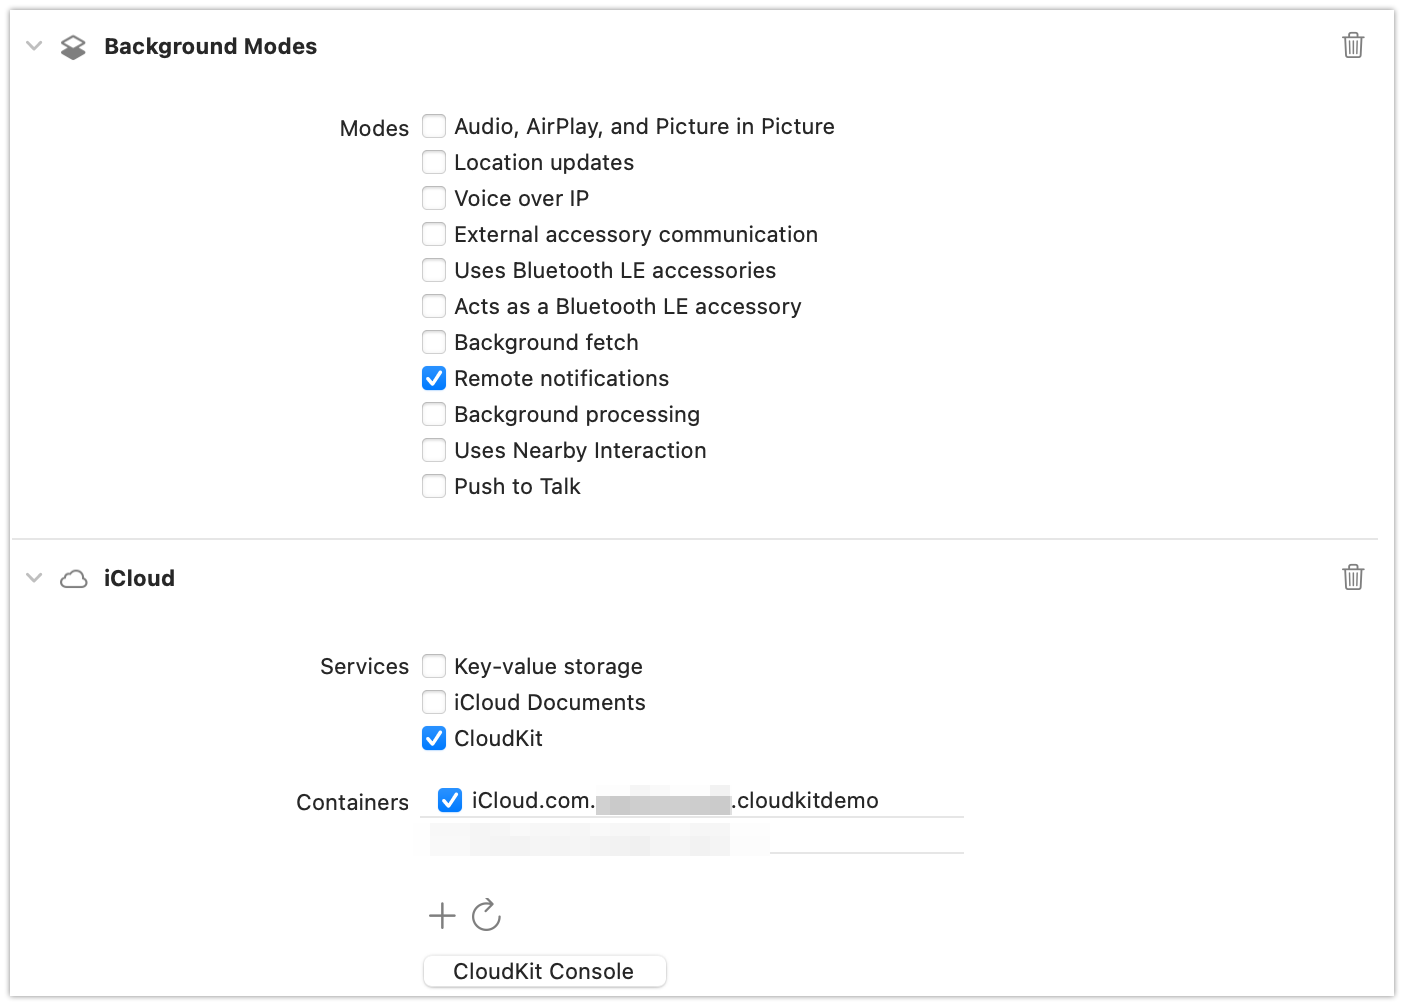 Background Modes
Modes
Audio, AirPlay, and Picture in Picture
Location updates
Voice over IP
External accessory communication
Uses Bluetooth LE accessories
Acts as a Bluetooth LE accessory
Background fetch
Remote notifications
Background processing
Uses Nearby Interaction
Push to Talk
iCloud
Services
Key-value storage
iCloud Documents
CloudKit
Containers
iCloud.com. .cloudkitdemo
CloudKit Console